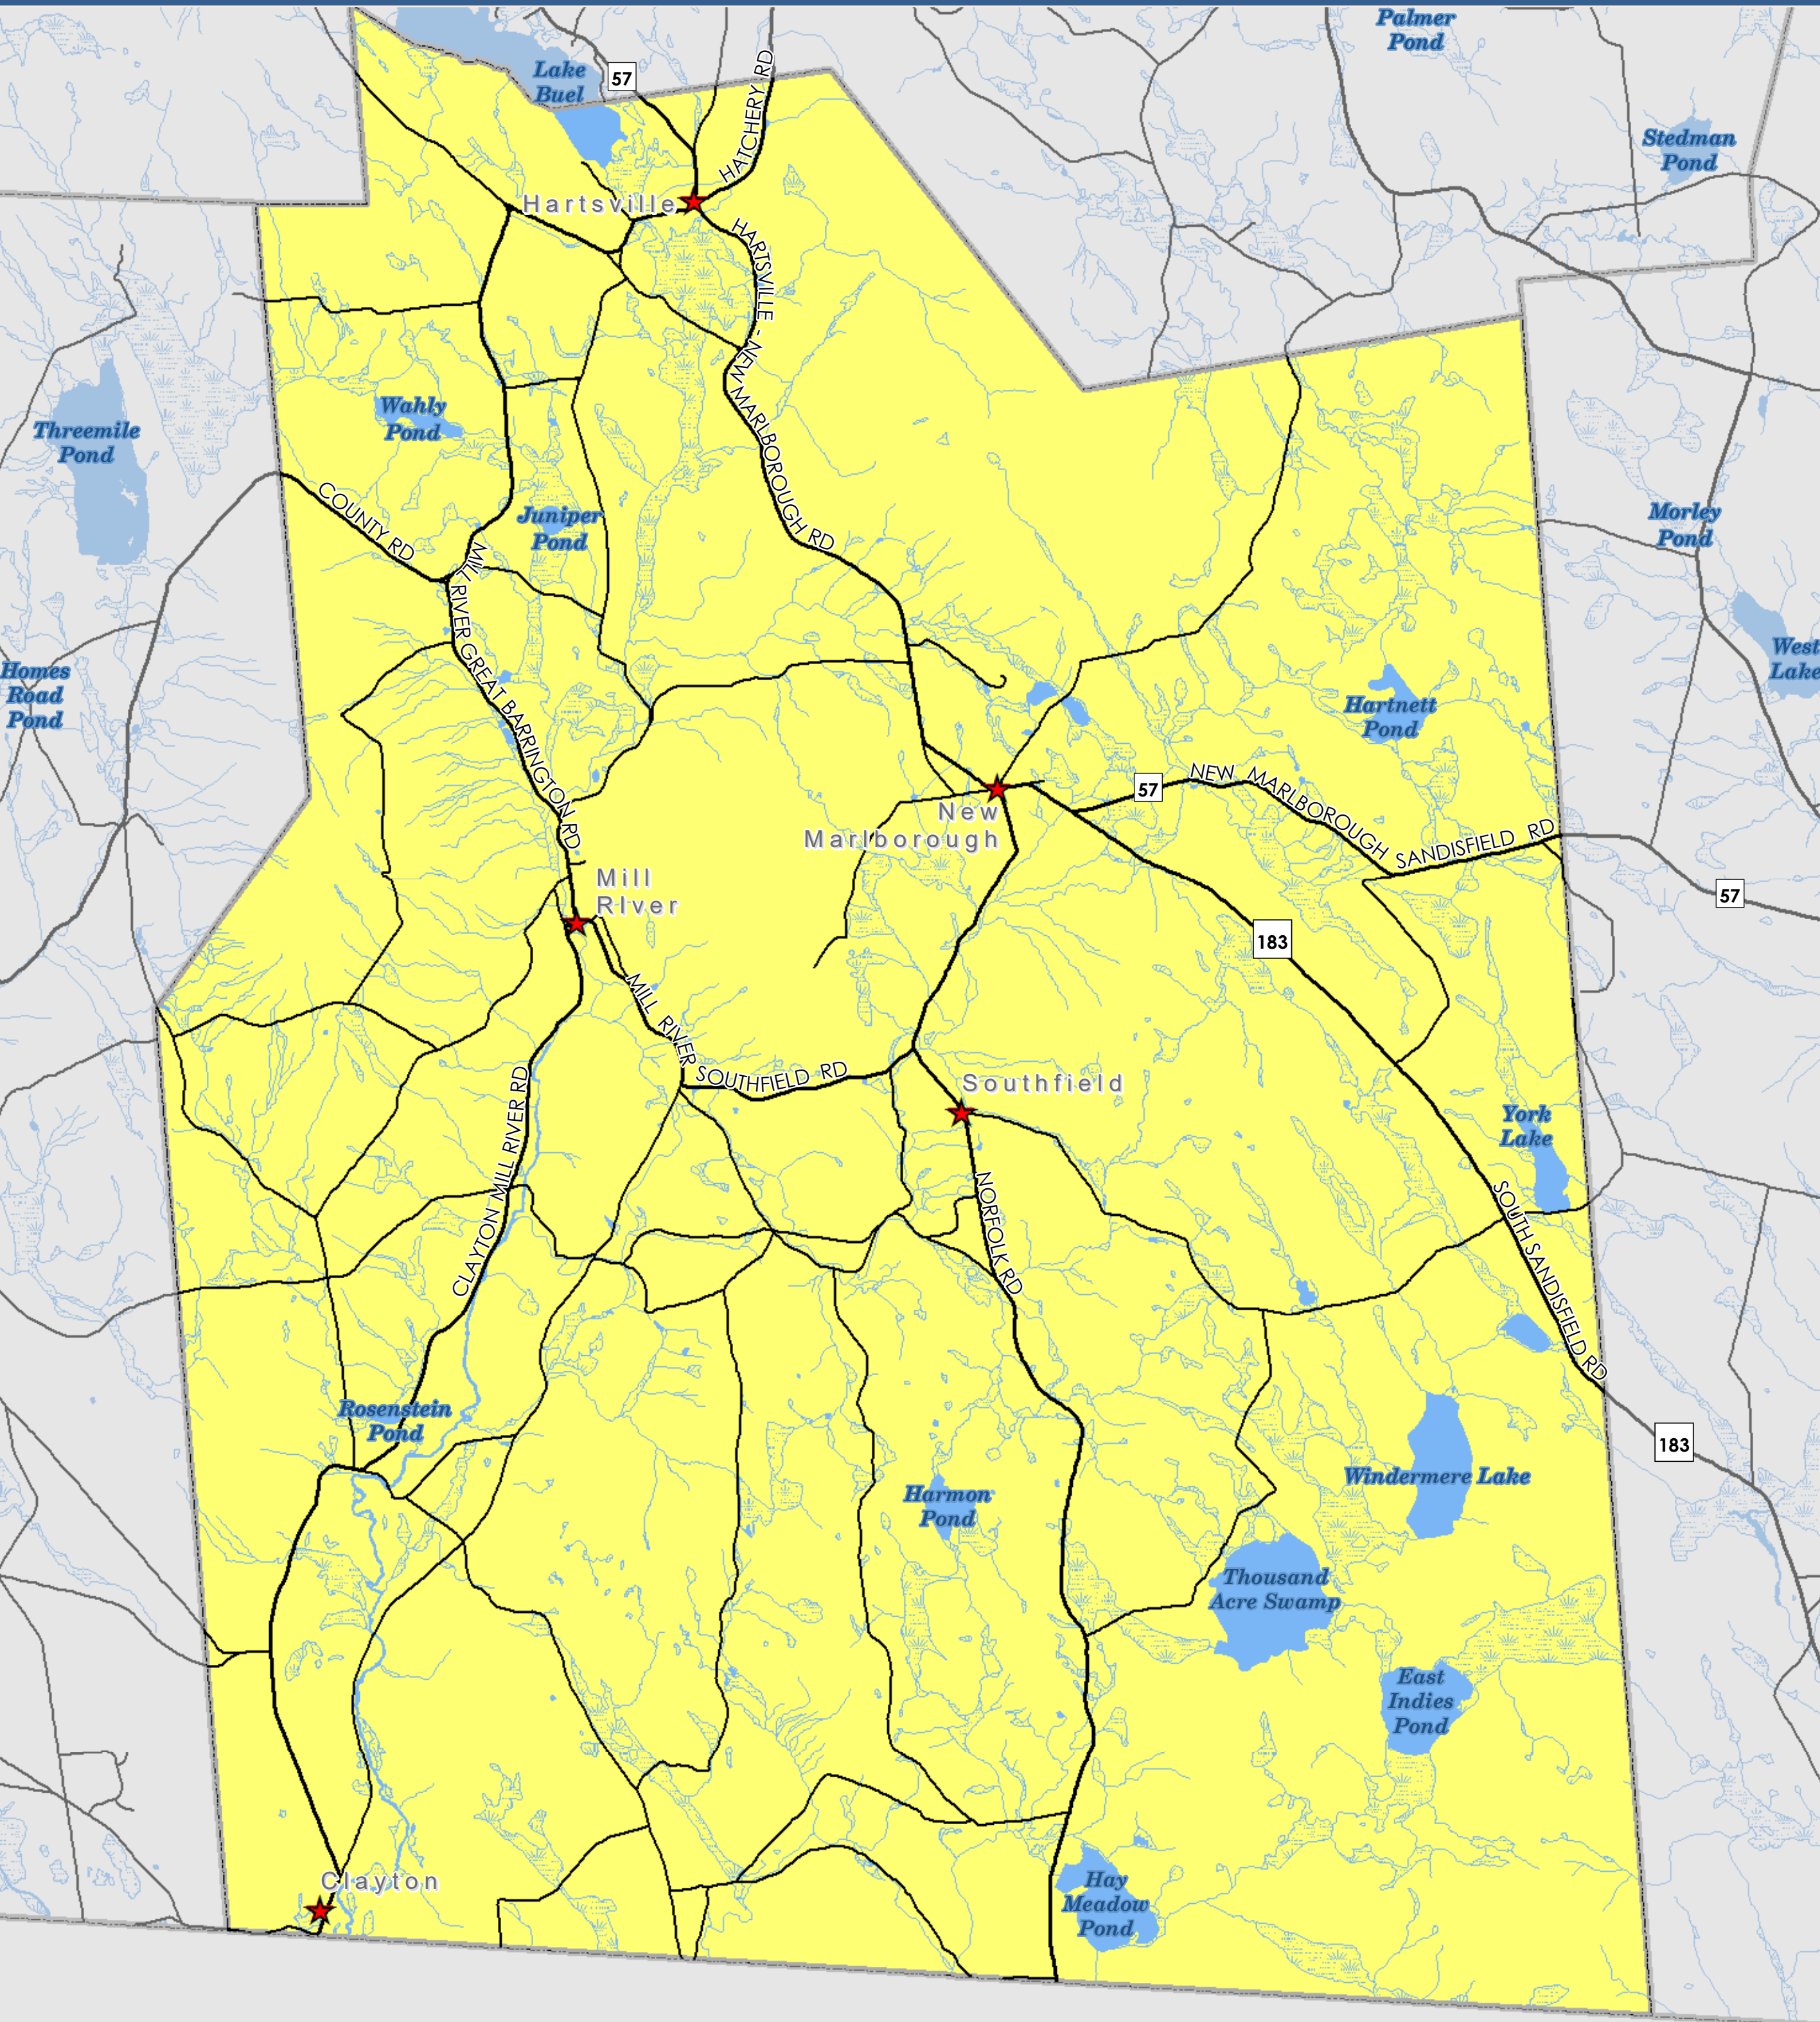 Palmer
Pond
Lake
Buel
57
HATCHERY RD
Stedman
Pond
Hartsville
HARTSVILLE - NEW MARLBOROUGH RD
Wahly
Pond
Threemile
Pond
COUNTY RD
Juniper
Pond
Morley
Pond
MILL RIVER GREAT BARRINGTON RD
West
Lake
Homes
Road
Pond
Hartnett
Pond
57
NEW MARLBOROUGH SANDISFIELD RD
New
Marlborough
Mill
RIver
57
183
MILL RIVER SOUTHFIELD RD
Southfield
CLAYTON MILL RIVER RD
York
Lake
NORFOLK RD
SOUTH SANDISFIELD RD
Rosenstein
Pond
183
Windermere Lake
Harmon
Pond
Thousand
Acre Swamp
East
Indies
Pond
Clayton
Hay
Meadow
Pond